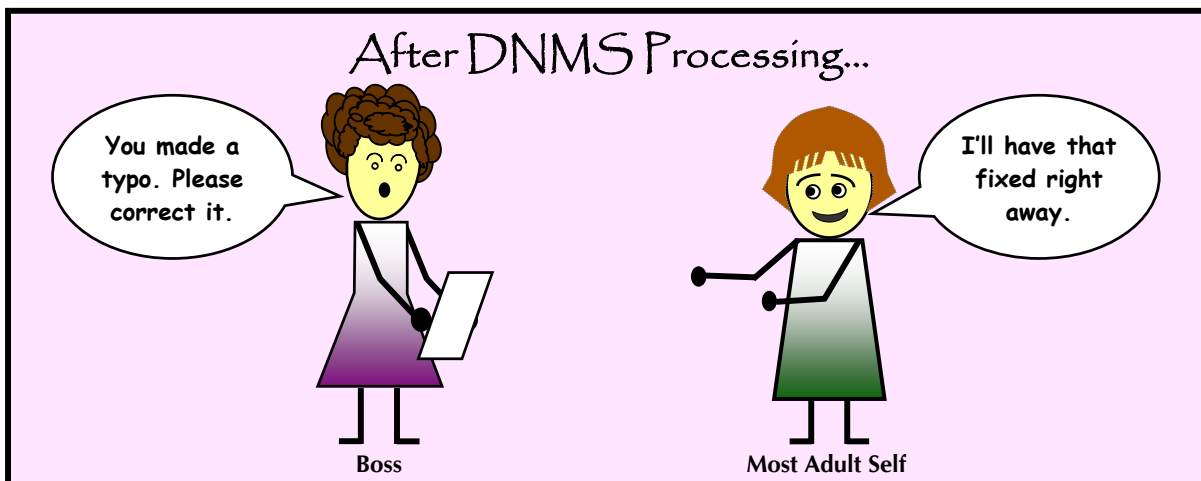 After DNMS Processing...
You made a
typo. Please
correct it.
I'll have that
fixed right
away.
Boss
Most Adult Self